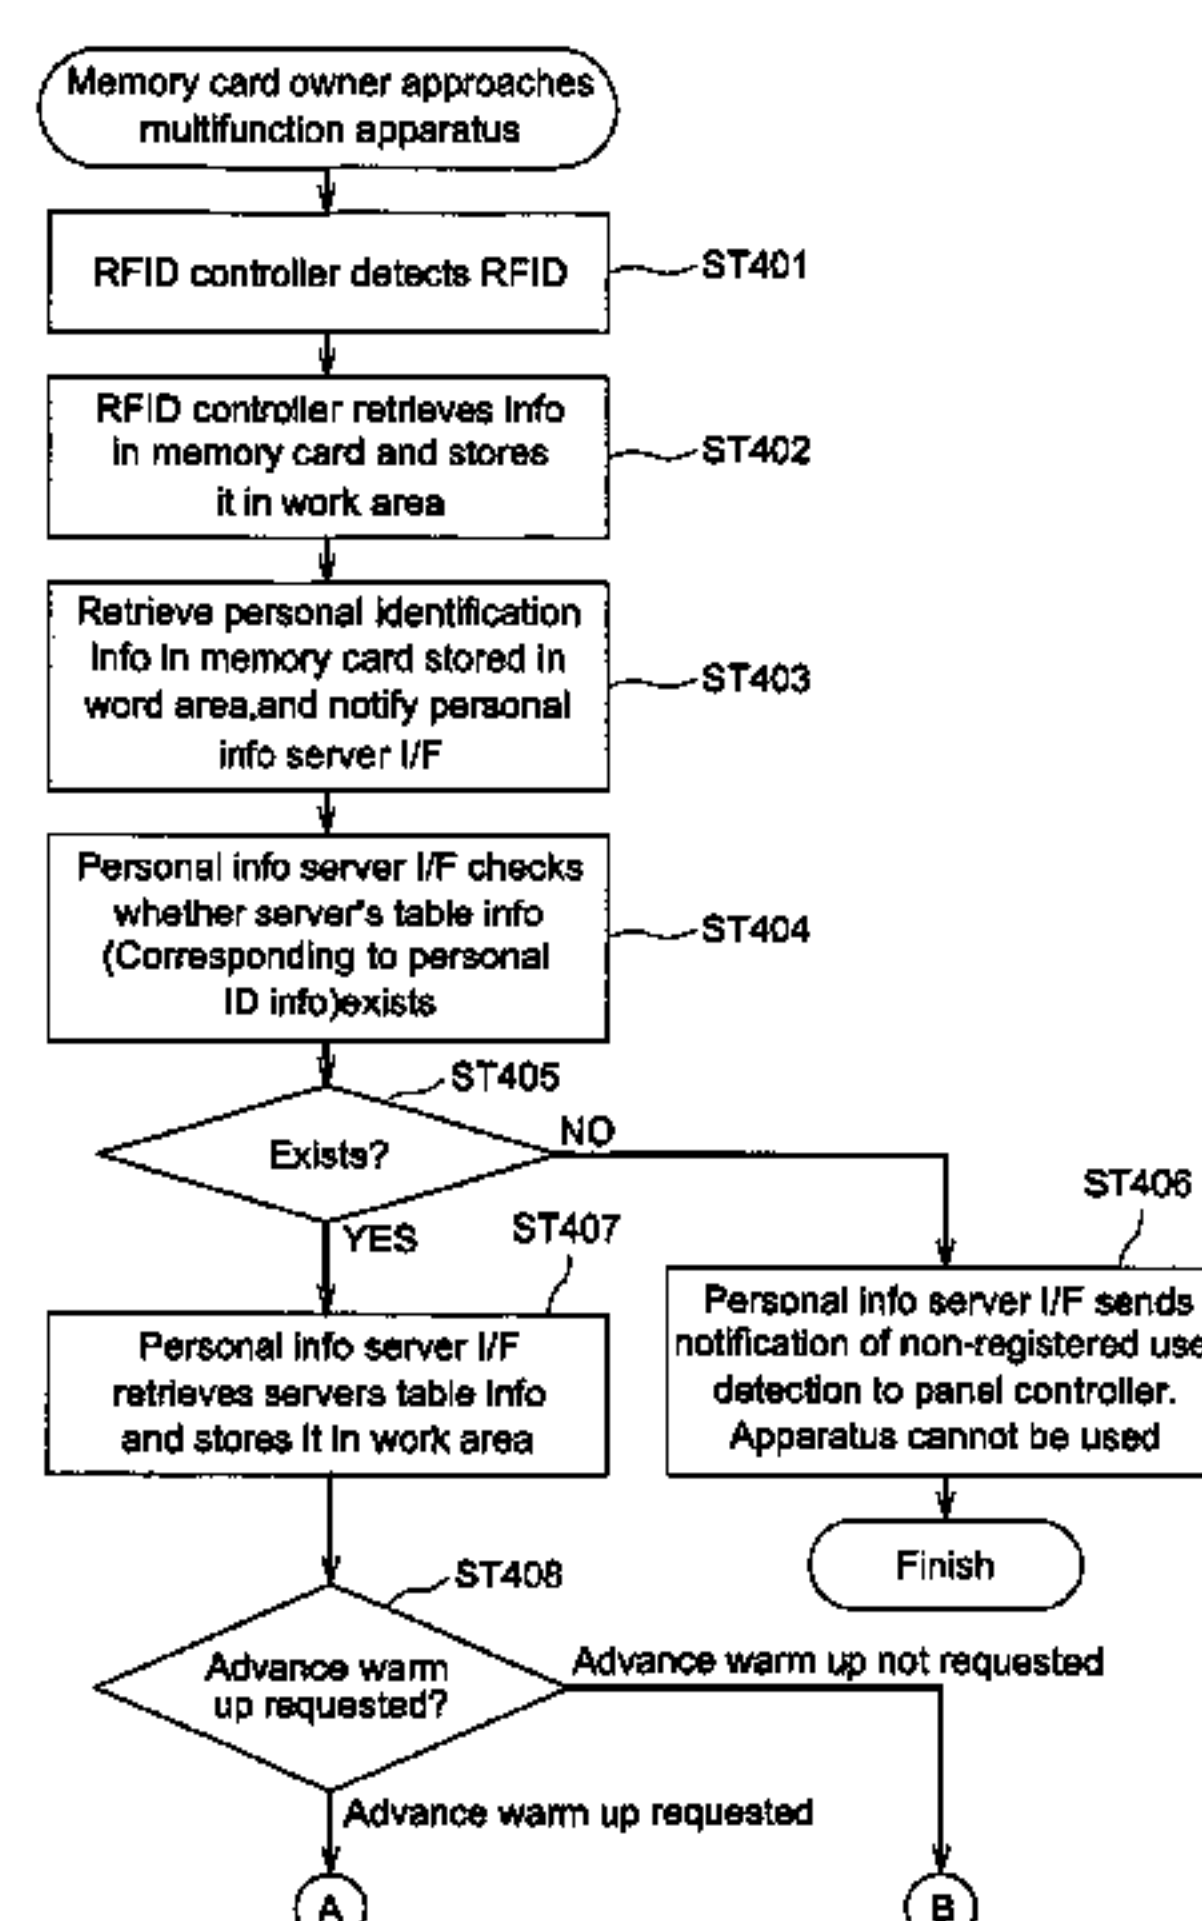 Memory card owner approaches
multifunction apparatus
RFID controller detects RFID
ST401
RFID controller retrieves info
in memory card and stores
it in work area
ST402
Retrieve personal identification
info in memory card stored in
word area,and notify personal
info server I/F
ST403
Personal info server I/F checks
whether server's table info
(Corresponding to personal
ID info)exists
ST404
ST405
Exists?
NO
YES
ST406
Personal info server I/F sends
notification of non-registered use
detection to panel controller.
Apparatus cannot be used
ST407
Personal info server I/F
retrieves servers table info
and stores it in work area
Finish
ST408
Advance warm
up requested?
Advance warm up not requested
Advance warm up requested
A
B